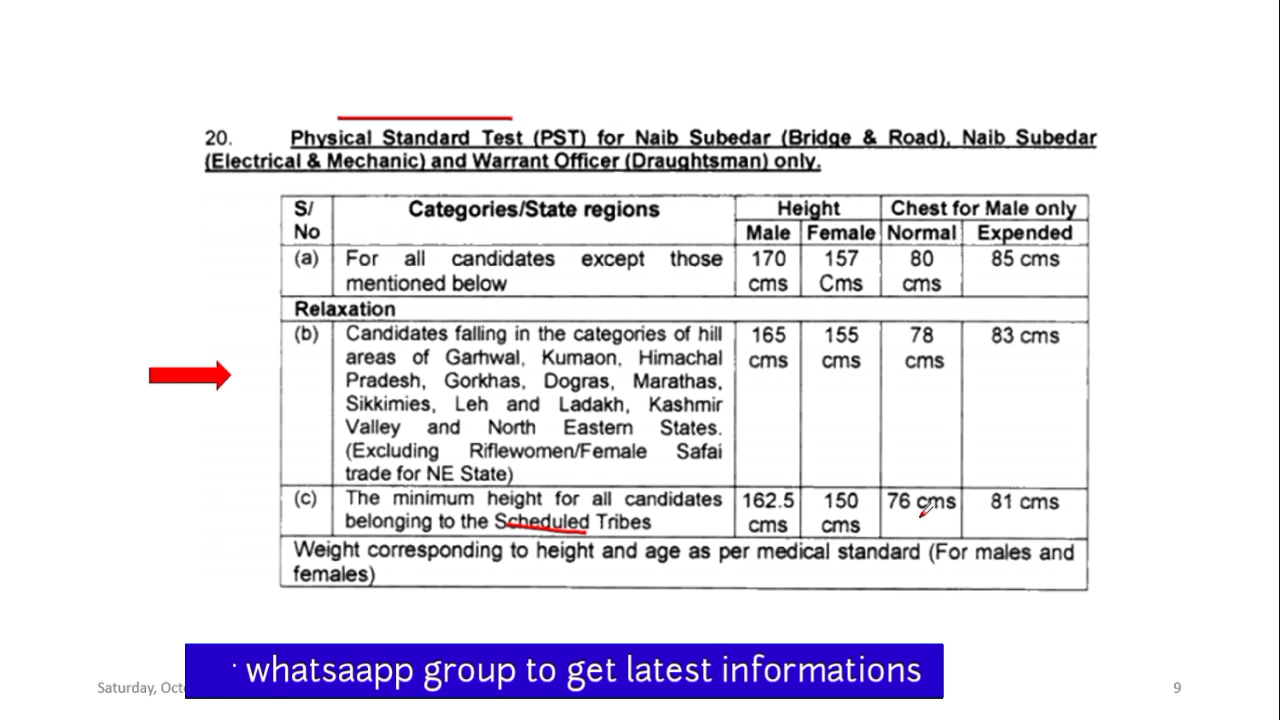 20. Physical Standard Test (PST) for Naib Subedar (Bridge & Road), Naib Subedar
(Electrical & Mechanic) and Warrant Officer (Draughtsman) only.
S/ No Categories/State regions Height Chest for Male only
Male Female Normal Expended
(a) For all candidates except those 170 157 80 85 cms
mentioned below cms Cms cms
Relaxation
(b) Candidates falling in the categories of hill 165 155 78 83 cms
areas of Garhwal, Kumaon, Himachal cms cms cms
Pradesh, Gorkhas, Dogras, Marathas,
Sikkimies, Leh and Ladakh, Kashmir
Valley and North Eastern States.
(Excluding Riflewomen/Female Safai
trade for NE State)
(c) The minimum height for all candidates 162.5 150 76 cms 81 cms
belonging to the Scheduled Tribes cms cms
Weight corresponding to height and age as per medical standard (For males and
females)
whatsaapp group to get latest informations
Saturday, 9